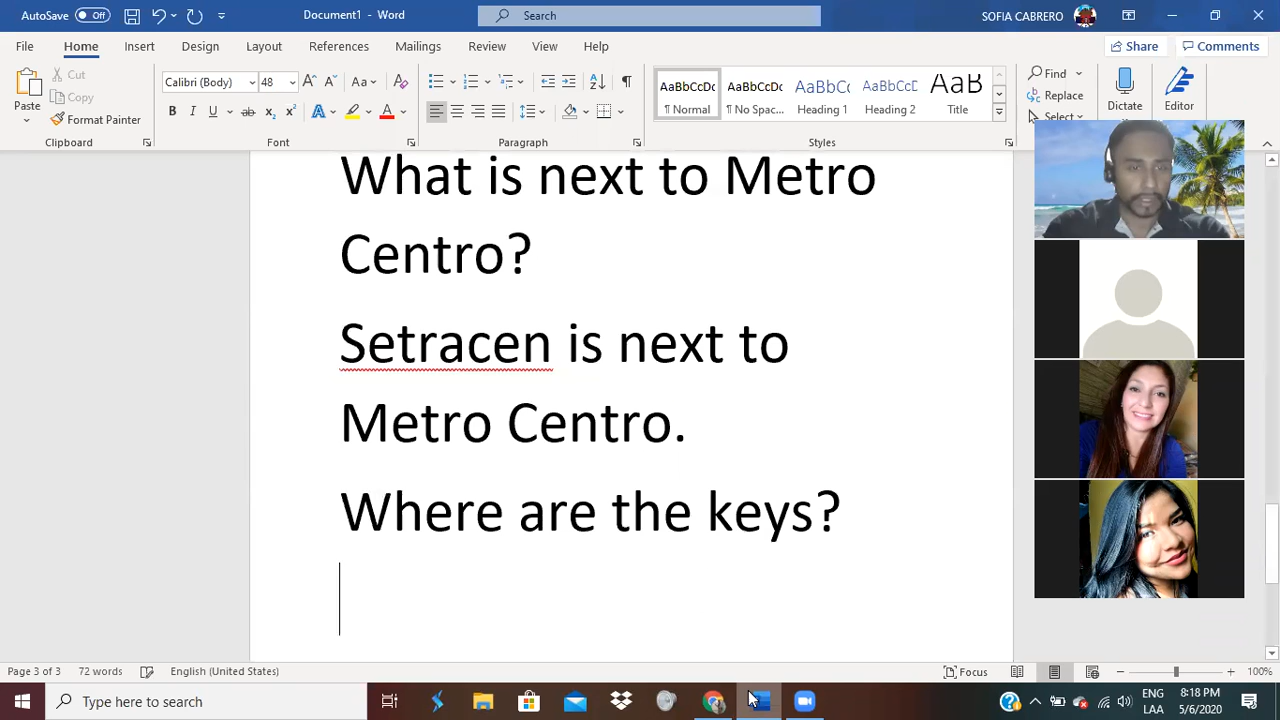 AutoSave Off Document1 - Word Search SOFIA CABRERO
File Home Insert Draw Design Layout References Mailings Review View Help Share Comments
Paste Cut Copy Format Painter
Calibri (Body) 48
AaBbCcDc AaBbCcDc AaBbCc AaBbCcE AaB
¶ Normal ¶ No Spac... Heading 1 Heading 2 Title
Find Replace Select
Dictate Editor
Clipboard Font Paragraph Styles
What is next to Metro
Centro?
Setracen is next to
Metro Centro.
Where are the keys?
Page 3 of 3 72 words English (United States) Focus 100%
Type here to search
ENG LAA
8:18 PM
5/6/2020